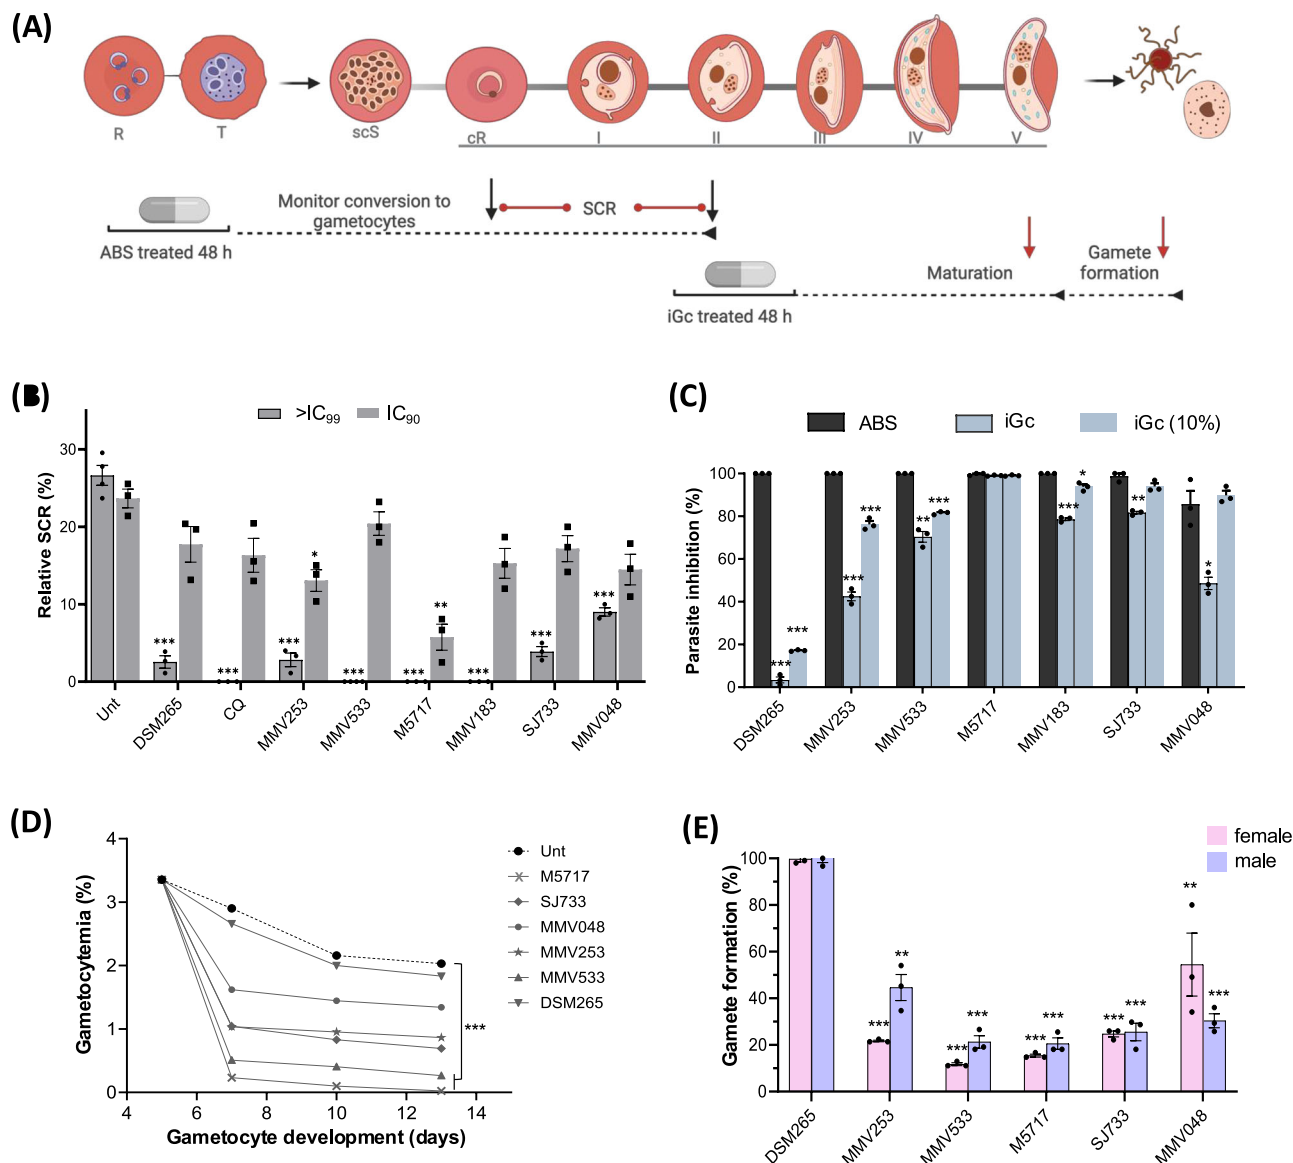 (A)
R
T
scS
cR
I
II
III
IV
V
Monitor conversion to
gametocytes
SCR
ABS treated 48 h
Maturation
Gamete
formation
iGc treated 48 h
(B)
>IC99
IC90
Relative SCR (%)
30
20
10
0
***
***
***
*
***
***
**
***
***
***
Unt
DSM265
CQ
MMV253
MMV533
M5717
MMV183
SJ733
MMV048
(C)
ABS
iGc
iGc (10%)
Parasite inhibition (%)
100
80
60
40
20
0
***
***
***
***
**
***
***
*
**
*
DSM265
MMV253
MMV533
M5717
MMV183
SJ733
MMV048
(D)
Gametocytemia (%)
4
3
2
1
0
4
6
8
10
12
14
Gametocyte development (days)
Unt
M5717
SJ733
MMV048
MMV253
MMV533
DSM265
***
(E)
female
male
Gamete formation (%)
100
80
60
40
20
0
***
**
***
***
***
***
***
***
**
***
DSM265
MMV253
MMV533
M5717
SJ733
MMV048